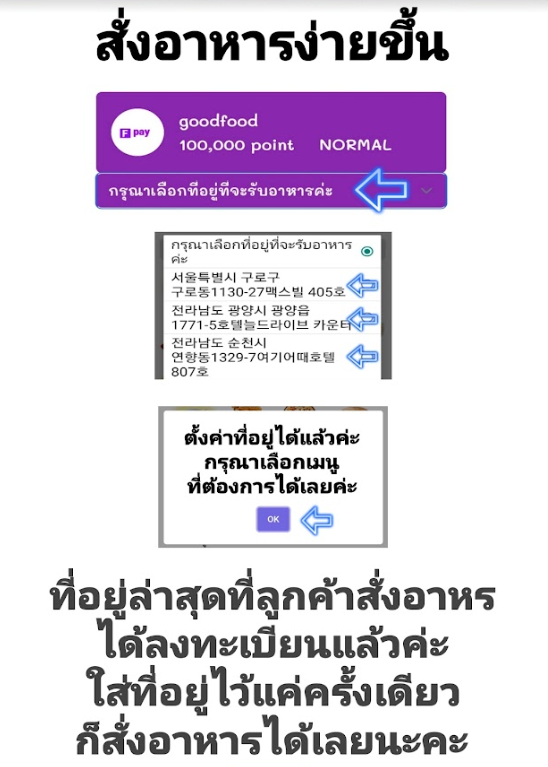 สั่งอาหารง่ายขึ้น
F pay
goodfood
100,000 point NORMAL
กรุณาเลือกที่อยู่ที่จะรับอาหารค่ะ
กรุณาเลือกที่อยู่ที่จะรับอาหาร
ค่ะ
서울특별시 구로구
구로동1130-27맥스빌 405호
전라남도 광양시 광양읍
1771-5호텔늘드라이브 카운터
전라남도 순천시
연향동1329-7여기어때호텔
807호
ตั้งค่าที่อยู่ได้แล้วค่ะ
กรุณาเลือกเมนู
ที่ต้องการได้เลยค่ะ
OK
ที่อยู่ล่าสุดที่ลูกค้าสั่งอาหร
ได้ลงทะเบียนแล้วค่ะ
ใส่ที่อยู่ไว้แค่ครั้งเดียว
ก็สั่งอาหารได้เลยนะคะ